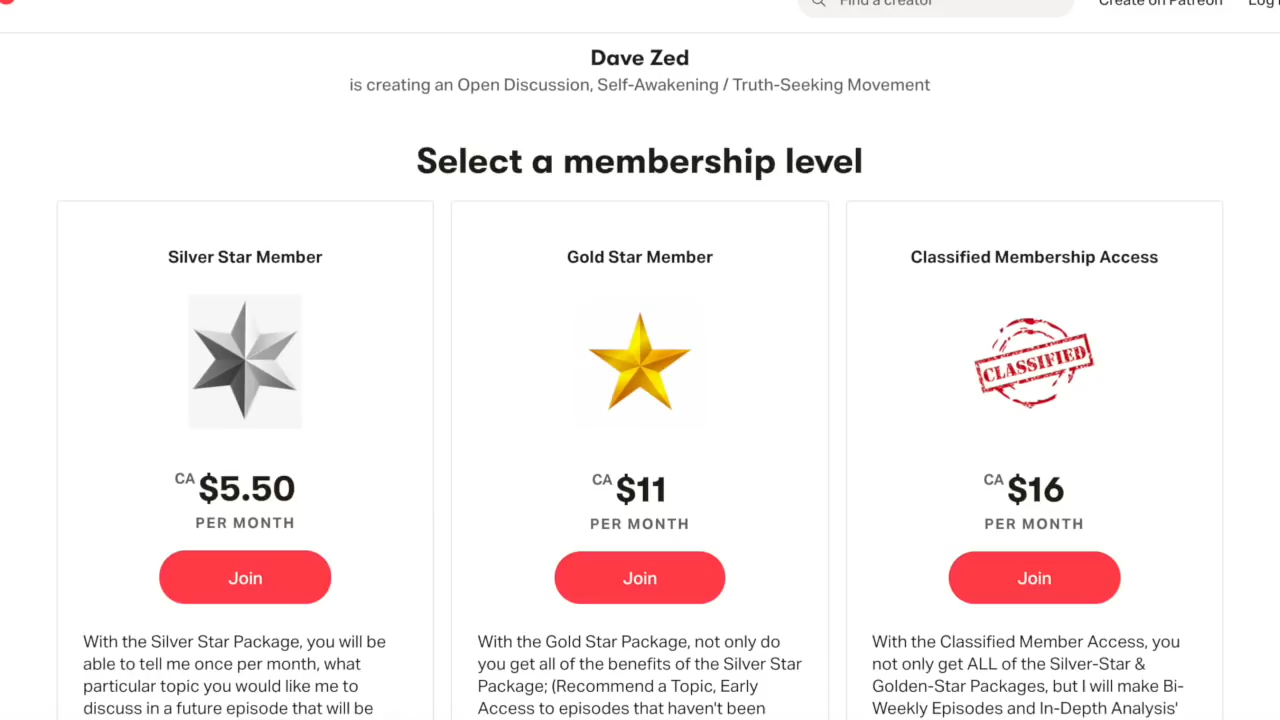 Find a creator
Create on Patreon
Log
Dave Zed
is creating an Open Discussion, Self-Awakening / Truth-Seeking Movement
Select a membership level
Silver Star Member
CA $5.50
PER MONTH
Join
With the Silver Star Package, you will be
able to tell me once per month, what
particular topic you would like me to
discuss in a future episode that will be
Gold Star Member
CA $11
PER MONTH
Join
With the Gold Star Package, not only do
you get all of the benefits of the Silver Star
Package; (Recommend a Topic, Early
Access to episodes that haven't been
Classified Membership Access
CLASSIFIED
CA $16
PER MONTH
Join
With the Classified Member Access, you
not only get ALL of the Silver-Star &
Golden-Star Packages, but I will make Bi-
Weekly Episodes and In-Depth Analysis'